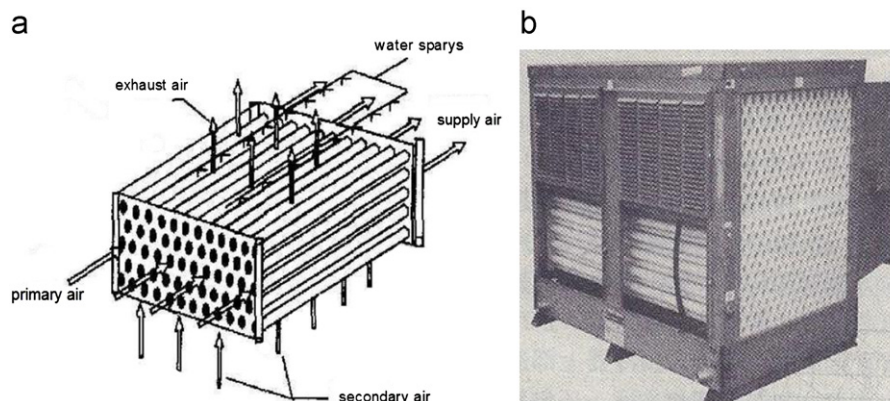 a
b
water sparys
exhaust air
supply air
primary air
secondary air